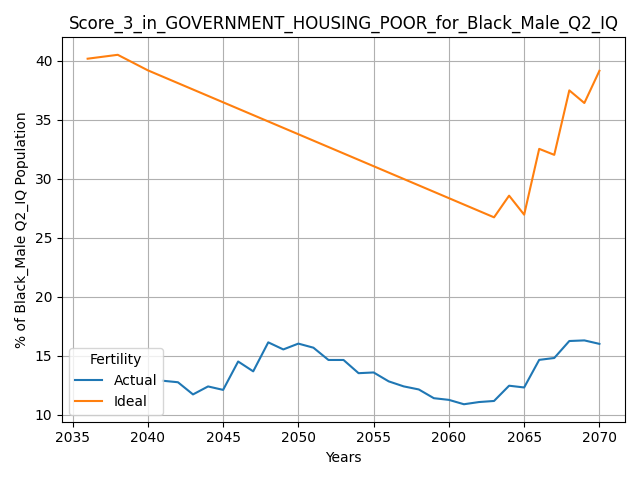 Score_3_in_GOVERNMENT_HOUSING_POOR_for_Black_Male_Q2_IQ
% of Black_Male Q2_IQ Population
40
35
30
25
20
15
10
Fertility
Actual
Ideal
2035 2040 2045 2050 2055 2060 2065 2070
Years